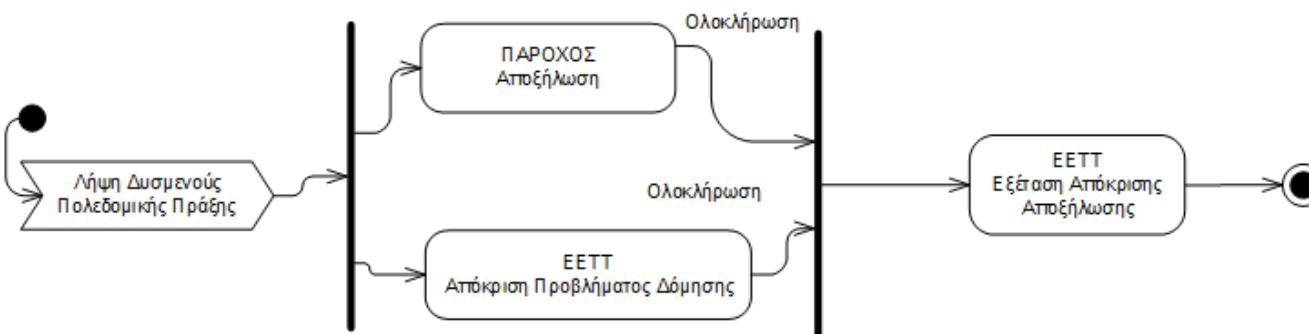 Ολοκλήρωση
ΠΑΡΟΧΟΣ
Αποξήλωση
Λήψη Δυσμενούς
Πολεδομικής Πράξης
Ολοκλήρωση
ΕΕΤΤ
Απόκριση Προβλήματος Δόμησης
ΕΕΤΤ
Εξέταση Απόκρισης
Αποξήλωσης